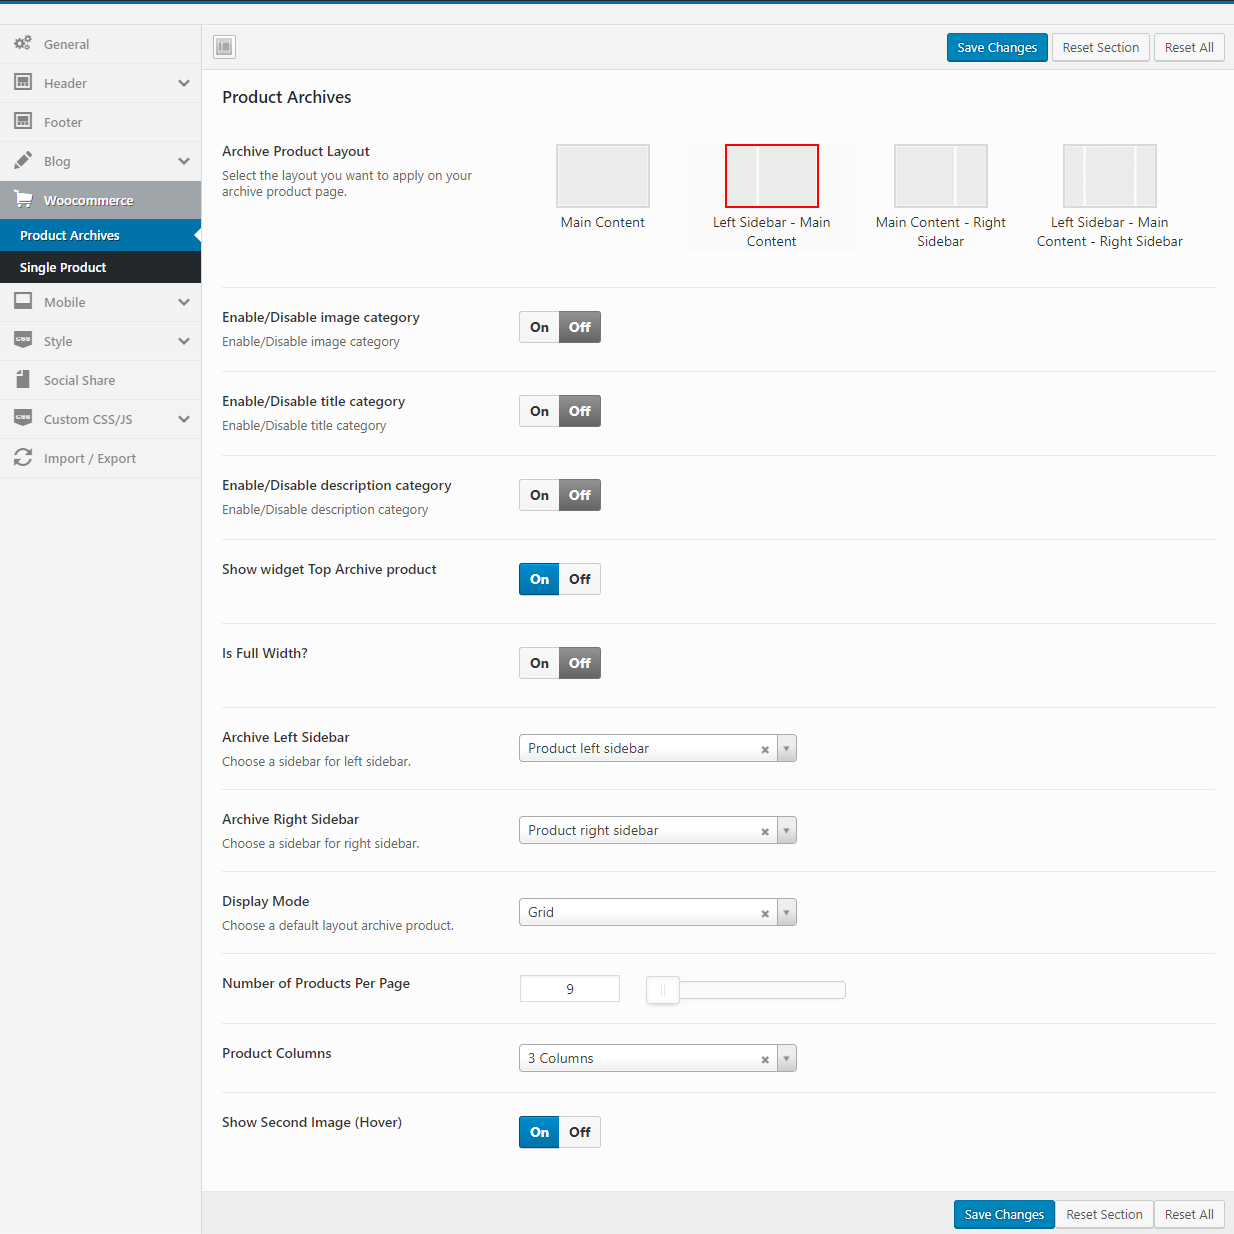 General
Header
Footer
Blog
Woocommerce
Product Archives
Single Product
Mobile
Style
Social Share
Custom CSS/JS
Import / Export
Save Changes
Reset Section
Reset All
Product Archives
Archive Product Layout
Select the layout you want to apply on your
archive product page.
Main Content
Left Sidebar - Main
Content
Main Content - Right
Sidebar
Left Sidebar - Main
Content - Right Sidebar
Enable/Disable image category
Enable/Disable image category
On Off
Enable/Disable title category
Enable/Disable title category
On Off
Enable/Disable description category
Enable/Disable description category
On Off
Show widget Top Archive product
On Off
Is Full Width?
On Off
Archive Left Sidebar
Choose a sidebar for left sidebar.
Product left sidebar
Archive Right Sidebar
Choose a sidebar for right sidebar.
Product right sidebar
Display Mode
Choose a default layout archive product.
Grid
Number of Products Per Page
9
Product Columns
3 Columns
Show Second Image (Hover)
On Off
Save Changes
Reset Section
Reset All